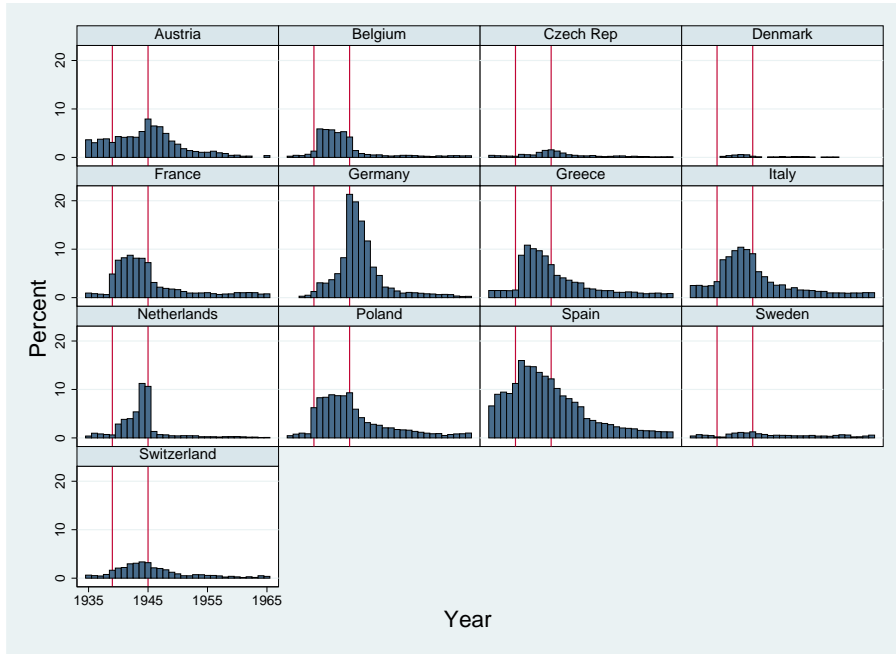 Austria Belgium Czech Rep Denmark
20
10
0
France Germany Greece Italy
20
10
0
Netherlands Poland Spain Sweden
20
10
0
Switzerland
20
10
0
1935 1945 1955 1965
Percent
Year